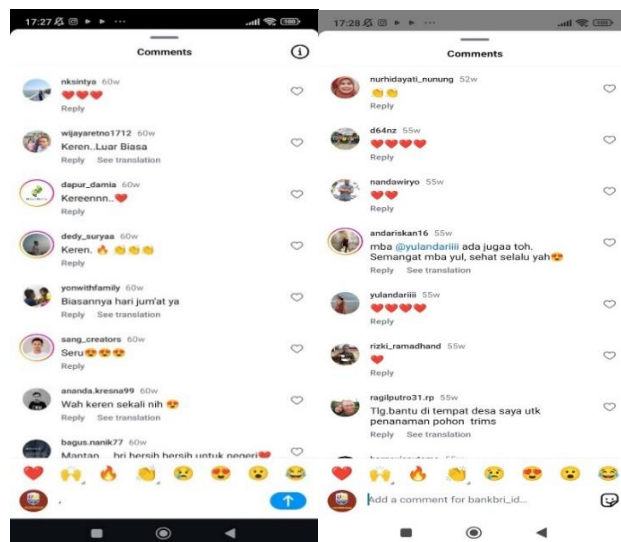 17:27
Comments
nksintya 60w
❤❤❤
Reply
wijayaretno1712 60w
Keren..Luar Biasa
Reply See translation
dapur_damia 60w
Kereennn..❤
Reply
dedy_suryaa 60w
Keren. 🔥 👏👏👏
Reply
yonwithfamily 60w
Biasannya hari jum'at ya
Reply See translation
sang_creators 60w
Seru😍😍😍
Reply
ananda.kresna99 60w
Wah keren sekali nih 😍
Reply See translation
bagus.nanik77 60w
Mantap... bri bersih bersih untuk negeri❤
.
17:28
Comments
nurhidayati_nunung 52w
👏👏
Reply
d64nz 55w
❤❤❤❤
Reply
nandawiryo 55w
❤❤
Reply
andariskan16 55w
mba @yulandariiii ada jugaa toh.
Semangat mba yul, sehat selalu yah😍
Reply See translation
yulandariiii 55w
❤❤❤❤
Reply
rizki_ramadhand 55w
❤
Reply
ragilputro31.rp 55w
Tlg.bantu di tempat desa saya utk
penanaman pohon trims
Reply See translation
Add a comment for bankbri_id...